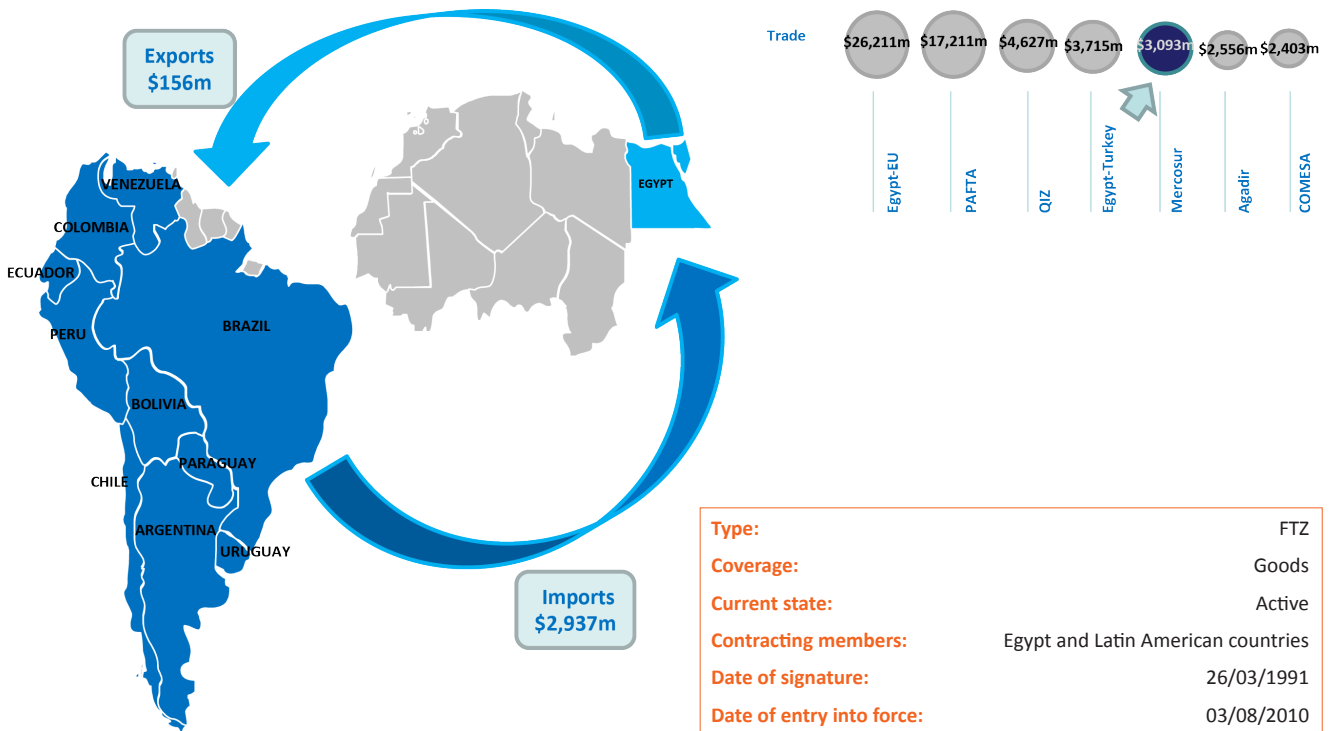 Exports
$156m
Trade
$26,211m
$17,211m
$4,627m
$3,715m
$3,093m
$2,556m
$2,403m
Egypt-EU
PAFTA
QIZ
Egypt-Turkey
Mercosur
Agadir
COMESA
VENEZUELA
COLOMBIA
ECUADOR
PERU
BRAZIL
BOLIVIA
PARAGUAY
CHILE
ARGENTINA
URUGUAY
EGYPT
Imports
$2,937m
Type: FTZ
Coverage: Goods
Current state: Active
Contracting members: Egypt and Latin American countries
Date of signature: 26/03/1991
Date of entry into force: 03/08/2010